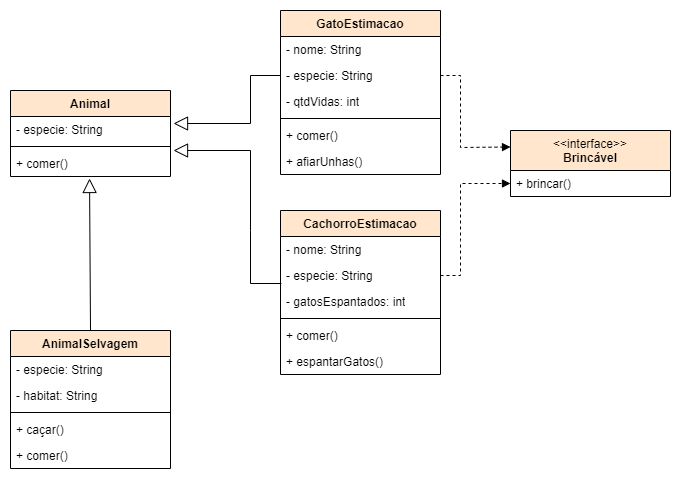 GatoEstimacao
- nome: String
- especie: String
- qtdVidas: int
+ comer()
+ afiarUnhas()
Animal
- especie: String
+ comer()
<<interface>>
Brincável
+ brincar()
CachorroEstimacao
- nome: String
- especie: String
- gatosEspantados: int
+ comer()
+ espantarGatos()
AnimalSelvagem
- especie: String
- habitat: String
+ caçar()
+ comer()